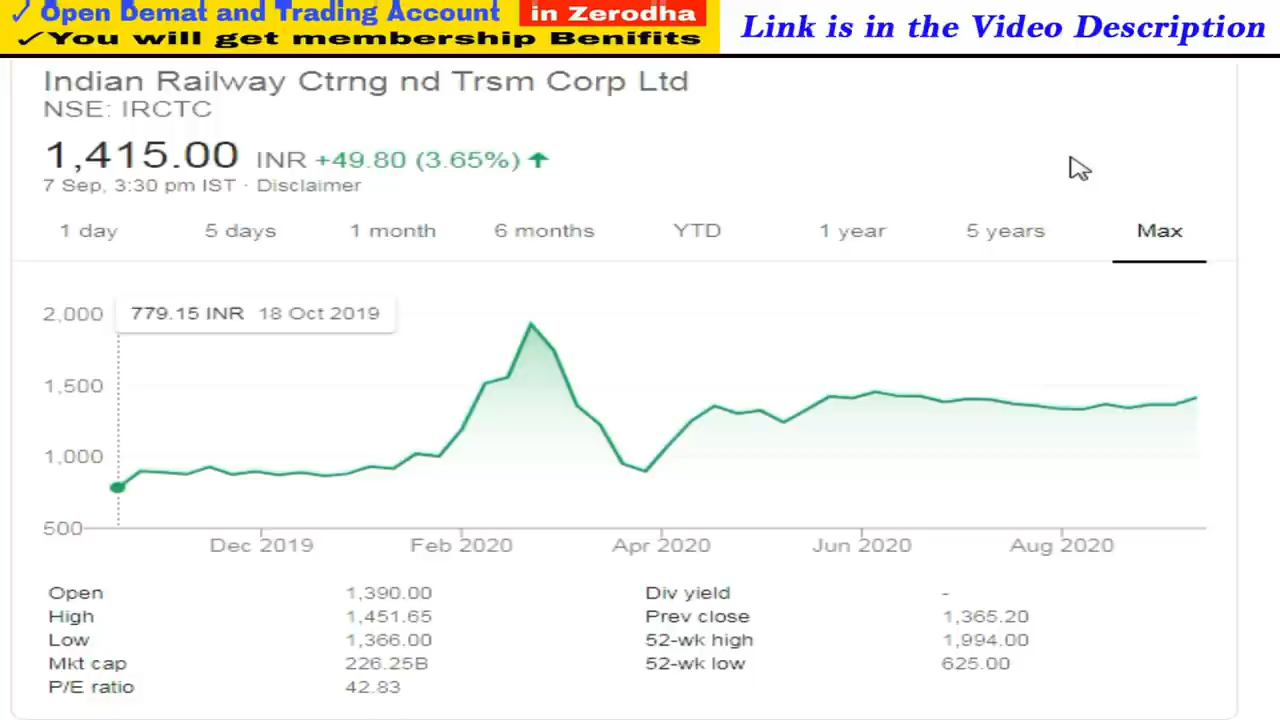 ✓ Open Demat and Trading Account in Zerodha
✓You will get membership Benifits
Link is in the Video Description
Indian Railway Ctrng nd Trsm Corp Ltd
NSE: IRCTC
1,415.00 INR +49.80 (3.65%) ↑
7 Sep, 3:30 pm IST · Disclaimer
1 day 5 days 1 month 6 months YTD 1 year 5 years Max
779.15 INR 18 Oct 2019
2,000
1,500
1,000
500
Dec 2019 Feb 2020 Apr 2020 Jun 2020 Aug 2020
Open 1,390.00 Div yield -
High 1,451.65 Prev close 1,365.20
Low 1,366.00 52-wk high 1,994.00
Mkt cap 226.25B 52-wk low 625.00
P/E ratio 42.83